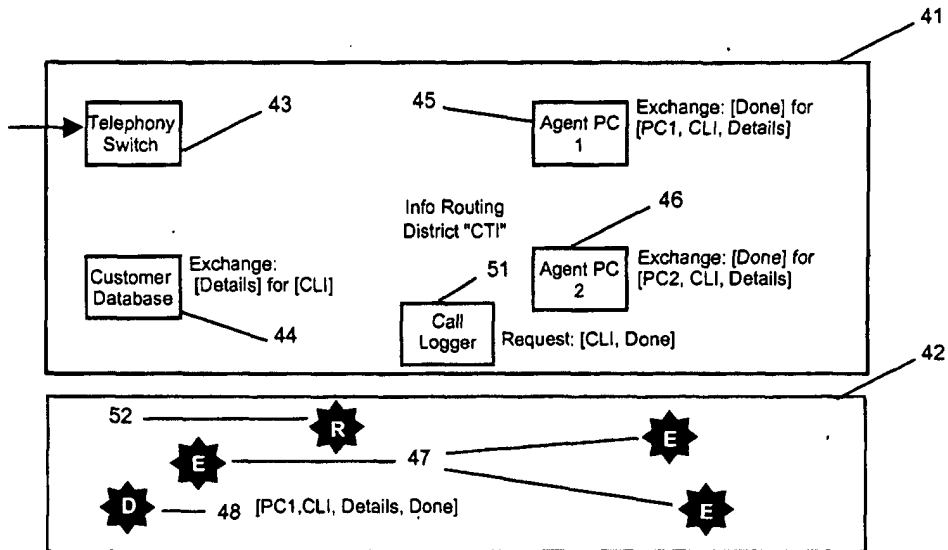 41
43
Telephony
Switch
45
Agent PC
1
Exchange: [Done] for
[PC1, CLI, Details]
Info Routing
District "CTI"
46
Customer
Database
Exchange:
[Details] for [CLI]
44
51
Agent PC
2
Exchange: [Done] for
[PC2, CLI, Details]
Call
Logger
Request: [CLI, Done]
42
52
R
E
47
E
D
48
[PC1,CLI, Details, Done]
E